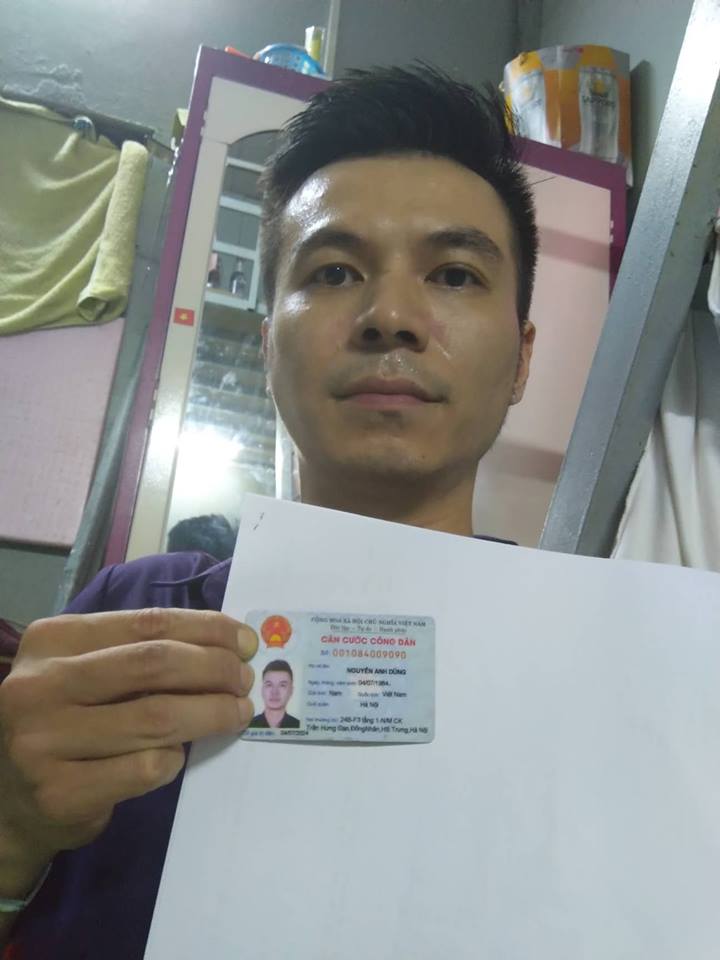 CỘNG HÒA XÃ HỘI CHỦ NGHĨA VIỆT NAM
Độc lập - Tự do - Hạnh phúc
CĂN CƯỚC CÔNG DÂN
Số: 001084009090
Họ và tên:
NGUYỄN ANH DŨNG
Ngày, tháng, năm sinh: 04/07/1984
Giới tính: Nam Quốc tịch: Việt Nam
Quê quán: Hà Nội
Nơi thường trú: 24B-F3 tầng 1-N/M CK
Trần Hưng Đạo, Đồng Nhân, HB Trưng, Hà Nội
Có giá trị đến: 04/07/2024